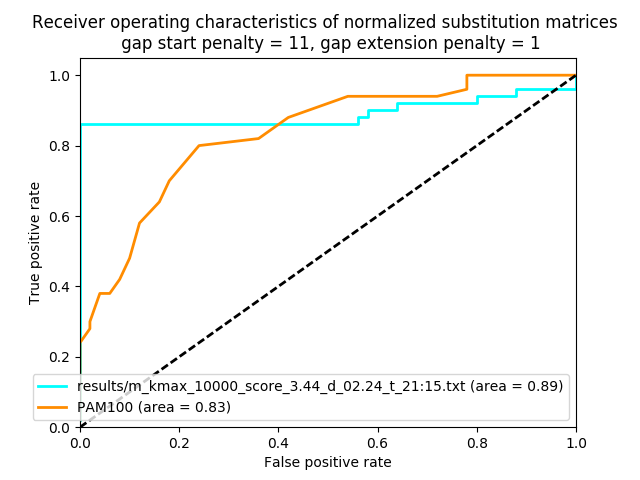 Receiver operating characteristics of normalized substitution matrices
gap start penalty = 11, gap extension penalty = 1
1.0
0.8
0.6
0.4
0.2
0.0
True positive rate
results/m_kmax_10000_score_3.44_d_02.24_t_21:15.txt (area = 0.89)
PAM100 (area = 0.83)
0.0 0.2 0.4 0.6 0.8 1.0
False positive rate